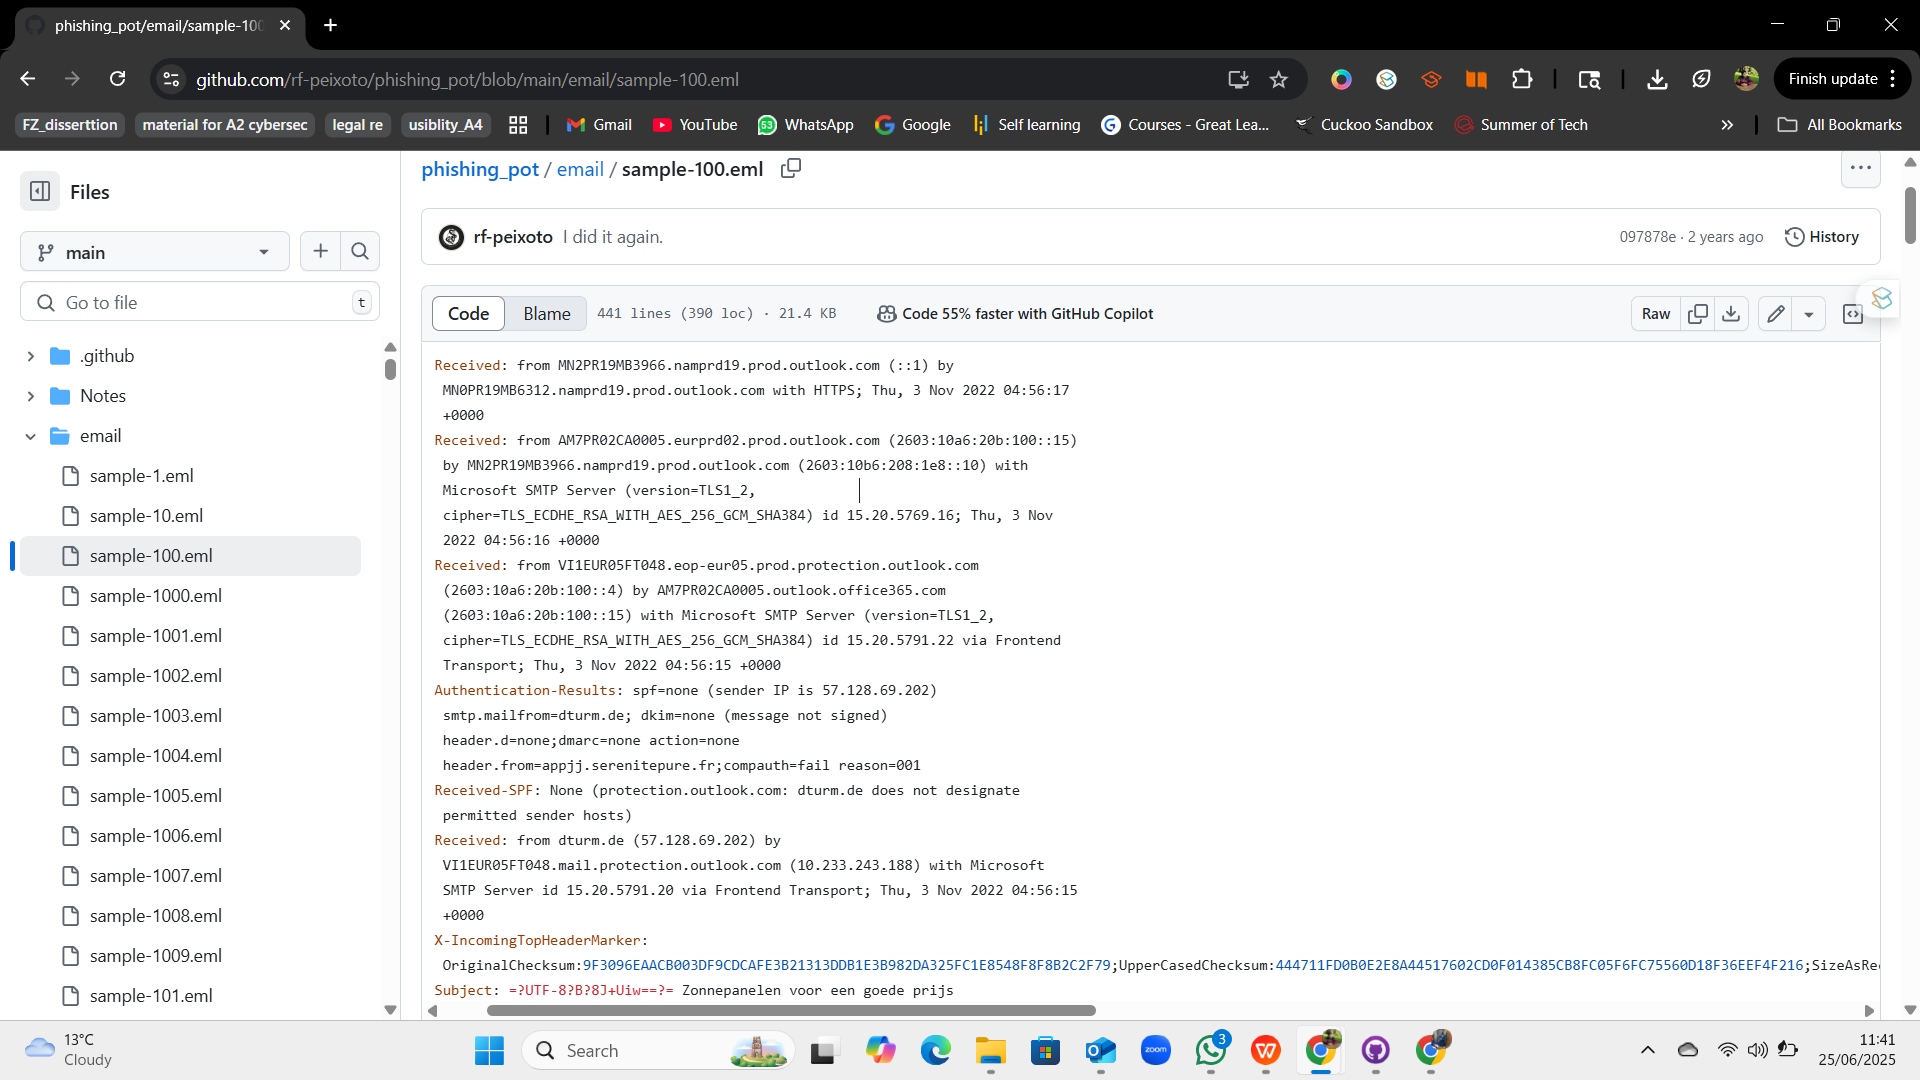 phishing_pot/email/sample-100
github.com/rf-peixoto/phishing_pot/blob/main/email/sample-100.eml
Finish update
FZ_disserttion
material for A2 cybersec
legal re
usiblity_A4
Gmail
YouTube
53
WhatsApp
Google
Self learning
Courses - Great Lea...
Cuckoo Sandbox
Summer of Tech
All Bookmarks
Files
main
Go to file
t
.github
Notes
email
sample-1.eml
sample-10.eml
sample-100.eml
sample-1000.eml
sample-1001.eml
sample-1002.eml
sample-1003.eml
sample-1004.eml
sample-1005.eml
sample-1006.eml
sample-1007.eml
sample-1008.eml
sample-1009.eml
sample-101.eml
phishing_pot / email / sample-100.eml
rf-peixoto I did it again.
097878e · 2 years ago
History
Code
Blame
441 lines (390 loc) · 21.4 KB
Code 55% faster with GitHub Copilot
Raw
Received: from MN2PR19MB3966.namprd19.prod.outlook.com (::1) by
MN0PR19MB6312.namprd19.prod.outlook.com with HTTPS; Thu, 3 Nov 2022 04:56:17
+0000
Received: from AM7PR02CA0005.eurprd02.prod.outlook.com (2603:10a6:20b:100::15)
by MN2PR19MB3966.namprd19.prod.outlook.com (2603:10b6:208:1e8::10) with
Microsoft SMTP Server (version=TLS1_2,
cipher=TLS_ECDHE_RSA_WITH_AES_256_GCM_SHA384) id 15.20.5769.16; Thu, 3 Nov
2022 04:56:16 +0000
Received: from VI1EUR05FT048.eop-eur05.prod.protection.outlook.com
(2603:10a6:20b:100::4) by AM7PR02CA0005.outlook.office365.com
(2603:10a6:20b:100::15) with Microsoft SMTP Server (version=TLS1_2,
cipher=TLS_ECDHE_RSA_WITH_AES_256_GCM_SHA384) id 15.20.5791.22 via Frontend
Transport; Thu, 3 Nov 2022 04:56:15 +0000
Authentication-Results: spf=none (sender IP is 57.128.69.202)
smtp.mailfrom=dturm.de; dkim=none (message not signed)
header.d=none;dmarc=none action=none
header.from=appjj.serenitepure.fr;compauth=fail reason=001
Received-SPF: None (protection.outlook.com: dturm.de does not designate
permitted sender hosts)
Received: from dturm.de (57.128.69.202) by
VI1EUR05FT048.mail.protection.outlook.com (10.233.243.188) with Microsoft
SMTP Server id 15.20.5791.20 via Frontend Transport; Thu, 3 Nov 2022 04:56:15
+0000
X-IncomingTopHeaderMarker:
OriginalChecksum:9F3096EAACB003DF9CDCAFE3B21313DDB1E3B982DA325FC1E8548F8F8B2C2F79;UpperCasedChecksum:444711FD0B0E2E8A44517602CD0F014385CB8FC05F6FC75560D18F36EEF4F216;SizeAsRe
Subject: =?UTF-8?B?8J+Uiw==?= Zonnepanelen voor een goede prijs
13°C
Cloudy
Search
zoom
3
11:41
25/06/2025